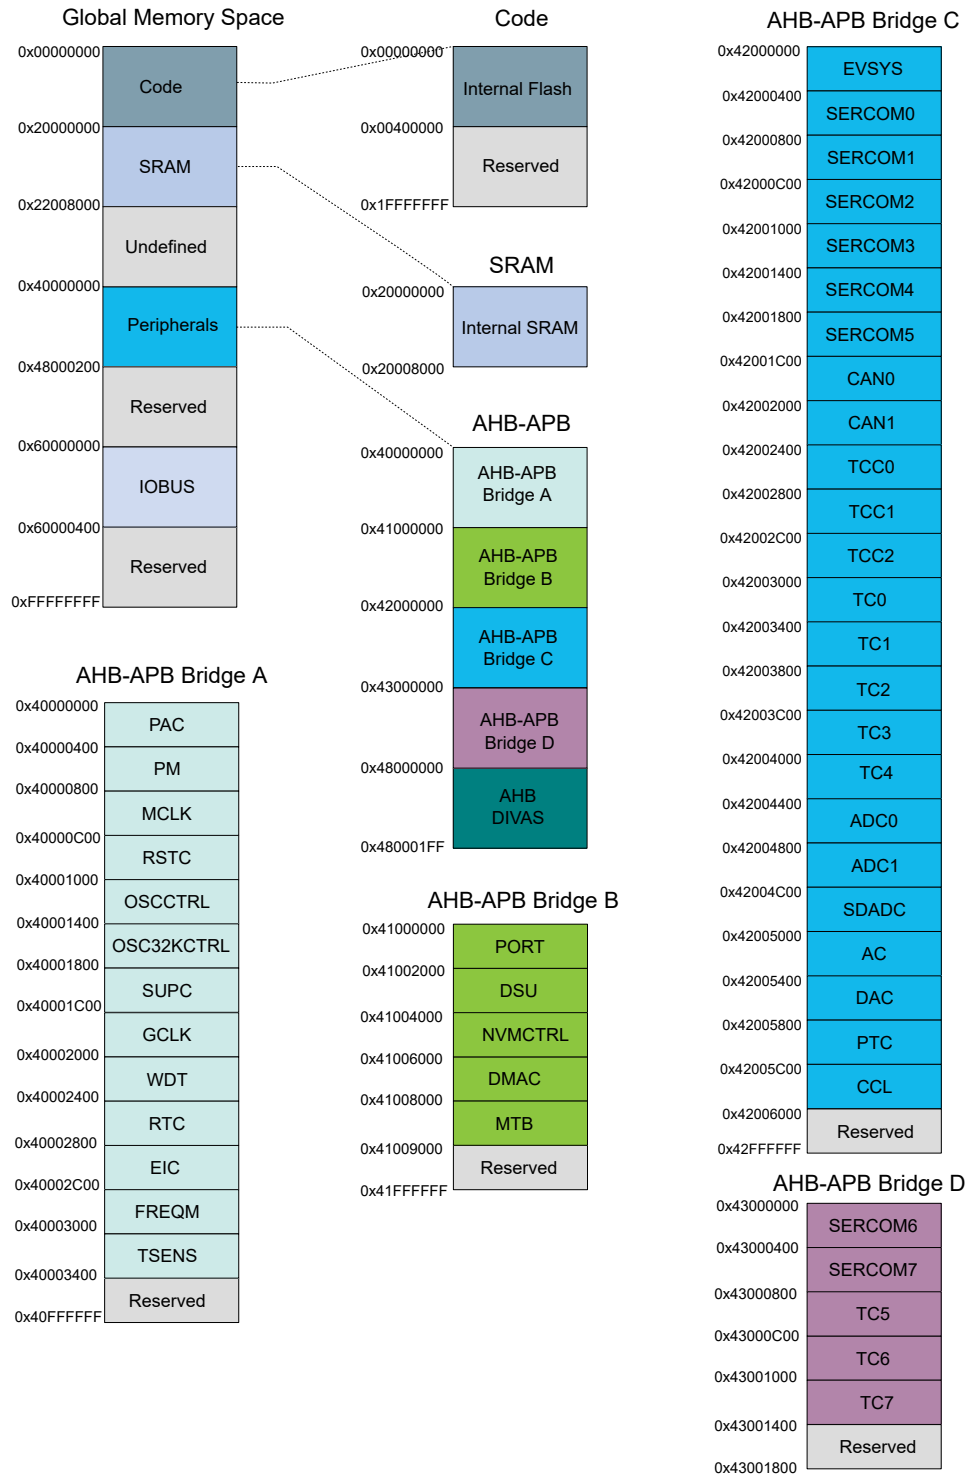 Global Memory Space
0x00000000
Code
0x20000000
SRAM
0x22008000
Undefined
0x40000000
Peripherals
0x48000200
Reserved
0x60000000
IOBUS
0x60000400
Reserved
0xFFFFFFFF
Code
0x00000000
Internal Flash
0x00400000
Reserved
0x1FFFFFFF
SRAM
0x20000000
Internal SRAM
0x20008000
AHB-APB
0x40000000
AHB-APB
Bridge A
0x41000000
AHB-APB
Bridge B
0x42000000
AHB-APB
Bridge C
0x43000000
AHB-APB
Bridge D
0x48000000
AHB
DIVAS
0x480001FF
AHB-APB Bridge A
0x40000000
PAC
0x40000400
PM
0x40000800
MCLK
0x40000C00
RSTC
0x40001000
OSCCTRL
0x40001400
OSC32KCTRL
0x40001800
SUPC
0x40001C00
GCLK
0x40002000
WDT
0x40002400
RTC
0x40002800
EIC
0x40002C00
FREQM
0x40003000
TSENS
0x40003400
Reserved
0x40FFFFFF
AHB-APB Bridge B
0x41000000
PORT
0x41002000
DSU
0x41004000
NVMCTRL
0x41006000
DMAC
0x41008000
MTB
0x41009000
Reserved
0x41FFFFFF
AHB-APB Bridge C
0x42000000
EVSYS
0x42000400
SERCOM0
0x42000800
SERCOM1
0x42000C00
SERCOM2
0x42001000
SERCOM3
0x42001400
SERCOM4
0x42001800
SERCOM5
0x42001C00
CAN0
0x42002000
CAN1
0x42002400
TCC0
0x42002800
TCC1
0x42002C00
TCC2
0x42003000
TC0
0x42003400
TC1
0x42003800
TC2
0x42003C00
TC3
0x42004000
TC4
0x42004400
ADC0
0x42004800
ADC1
0x42004C00
SDADC
0x42005000
AC
0x42005400
DAC
0x42005800
PTC
0x42005C00
CCL
0x42006000
Reserved
0x42FFFFFF
AHB-APB Bridge D
0x43000000
SERCOM6
0x43000400
SERCOM7
0x43000800
TC5
0x43000C00
TC6
0x43001000
TC7
0x43001400
Reserved
0x43001800